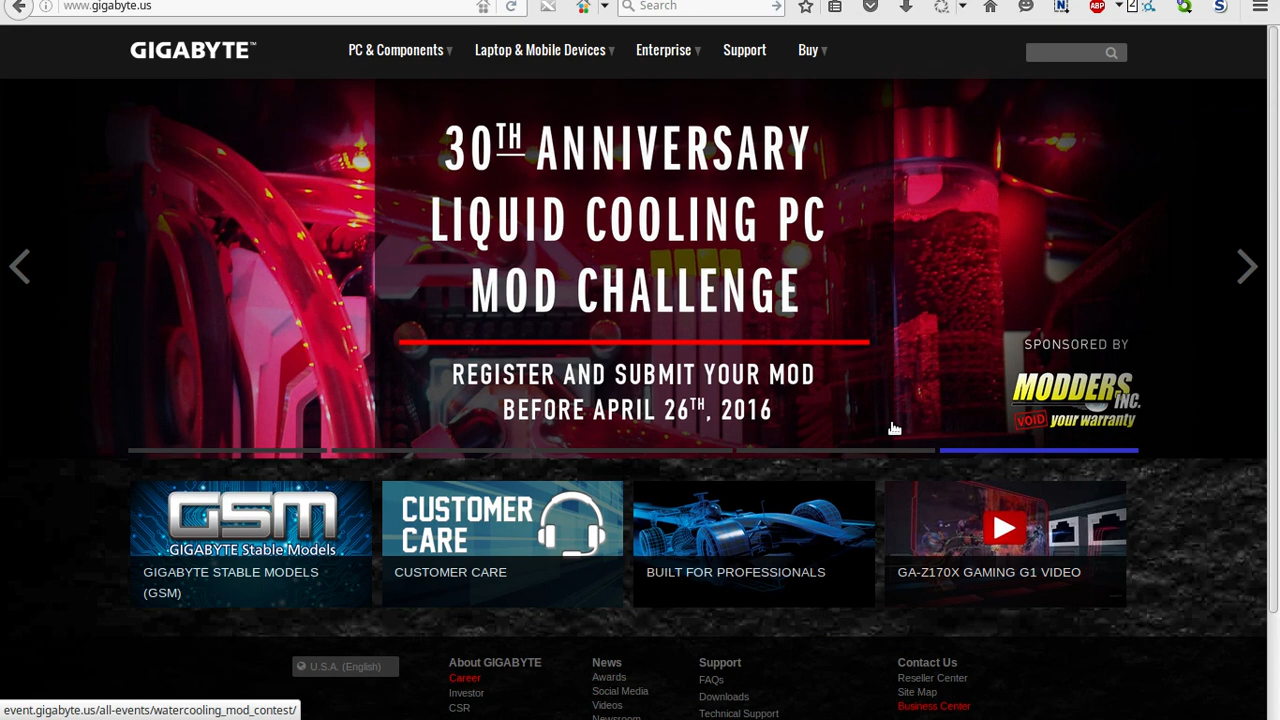 www.gigabyte.us
Search
GIGABYTE™
PC & Components
Laptop & Mobile Devices
Enterprise
Support
Buy
30TH ANNIVERSARY
LIQUID COOLING PC
MOD CHALLENGE
REGISTER AND SUBMIT YOUR MOD
BEFORE APRIL 26TH, 2016
SPONSORED BY
MODDERS INC.
VOID your warranty
GSM
GIGABYTE Stable Models
GIGABYTE STABLE MODELS
(GSM)
CUSTOMER
CARE
CUSTOMER CARE
BUILT FOR PROFESSIONALS
GA-Z170X GAMING G1 VIDEO
U.S.A. (English)
About GIGABYTE
Career
Investor
CSR
News
Awards
Social Media
Videos
Newsroom
Support
FAQs
Downloads
Technical Support
Contact Us
Reseller Center
Site Map
Business Center
event.gigabyte.us/all-events/watercooling_mod_contest/